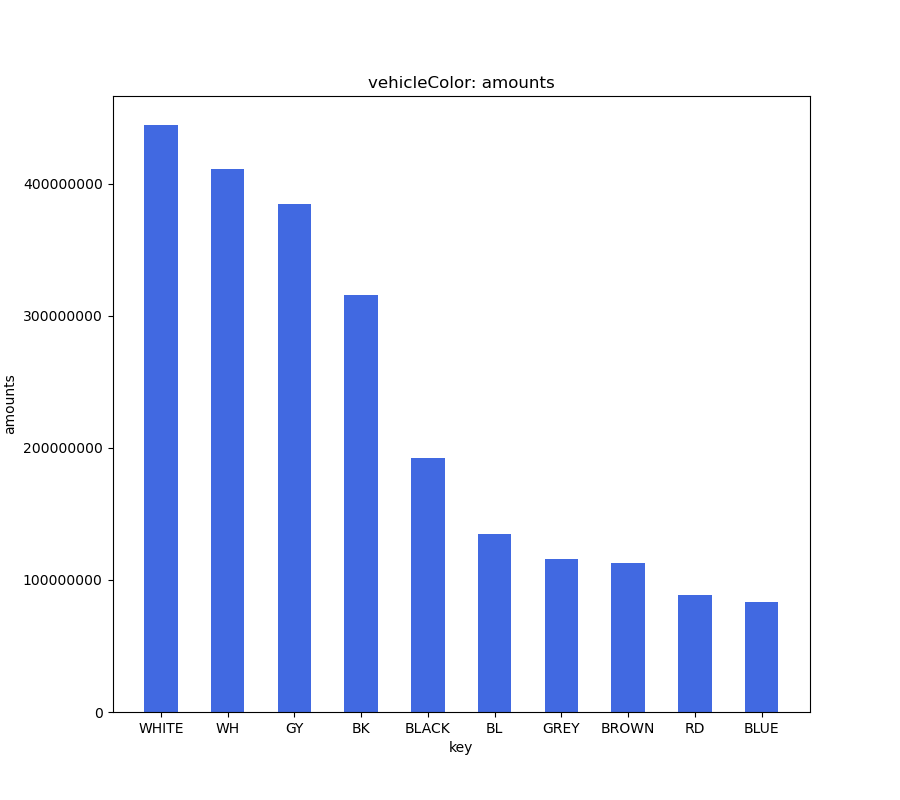 vehicleColor: amounts
amounts
400000000
300000000
200000000
100000000
0
WHITE WH GY BK BLACK BL GREY BROWN RD BLUE
key